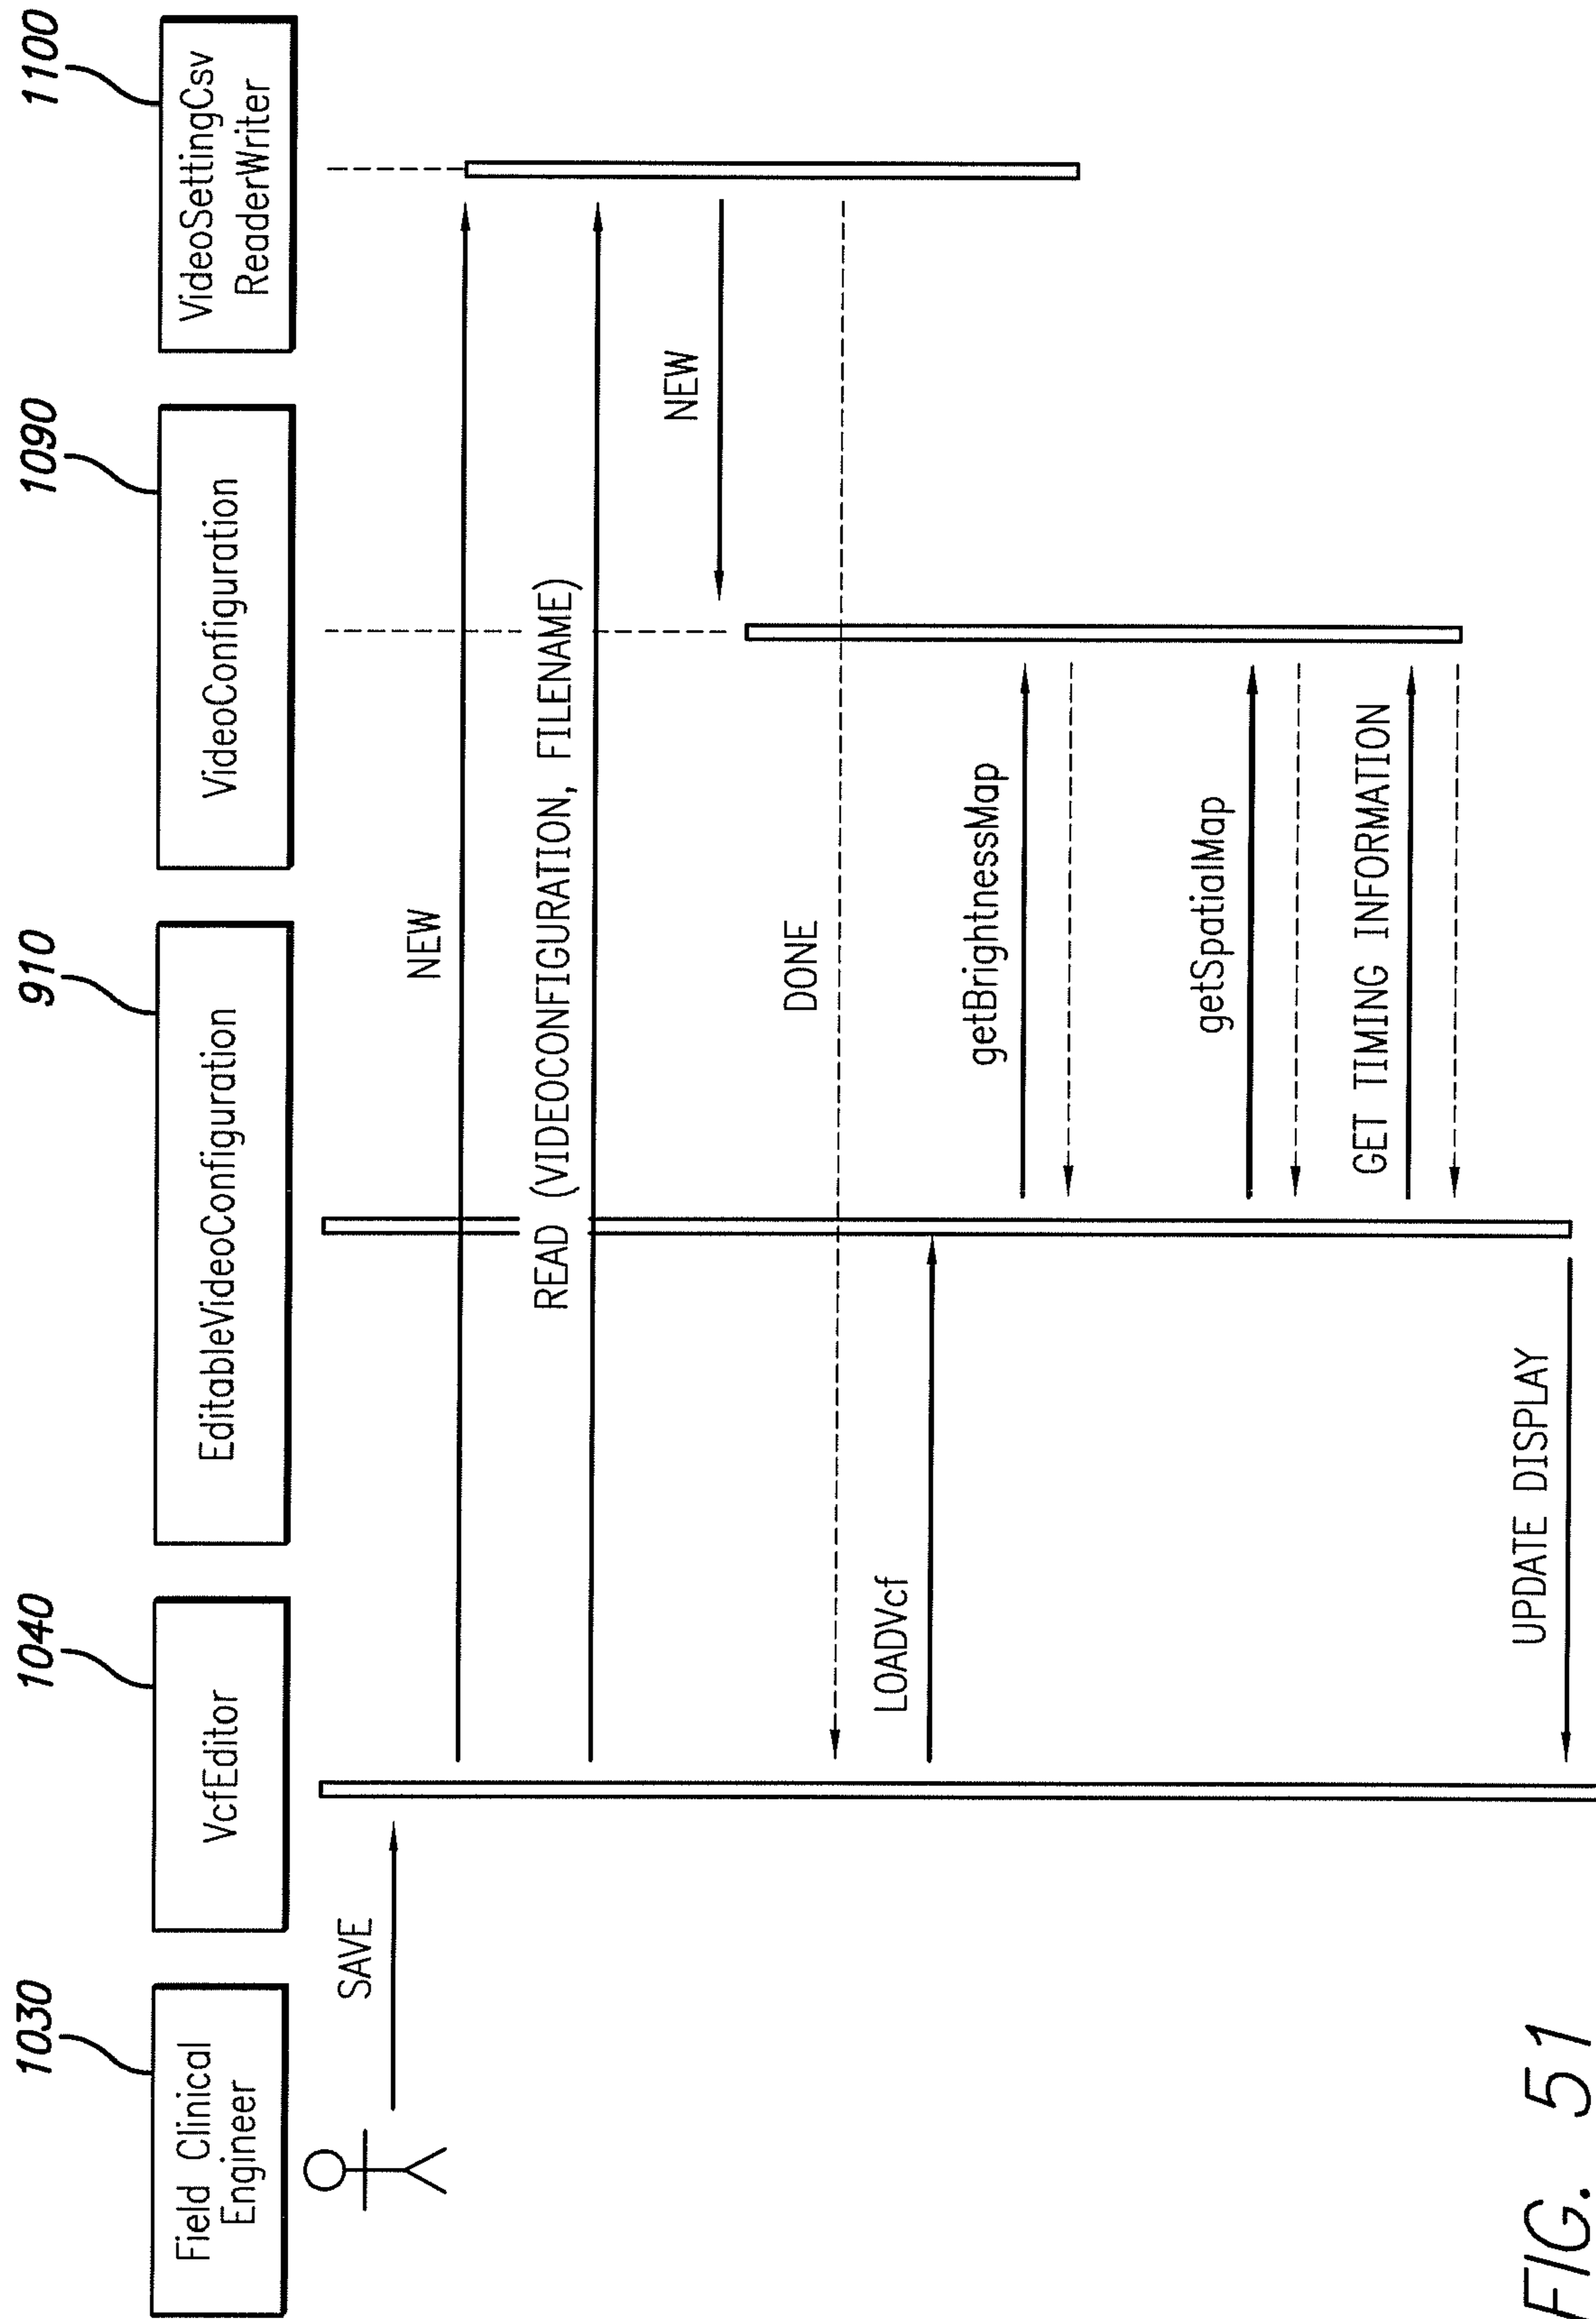 1030
1040
910
1090
1100
Field Clinical
Engineer
VcfEditor
EditableVideoConfiguration
VideoConfiguration
VideoSettingCsv
ReaderWriter
SAVE
NEW
READ (VIDEOCONFIGURATION, FILENAME)
NEW
DONE
LOADVcf
getBrightnessMap
getSpatialMap
GET TIMING INFORMATION
UPDATE DISPLAY
FIG. 51